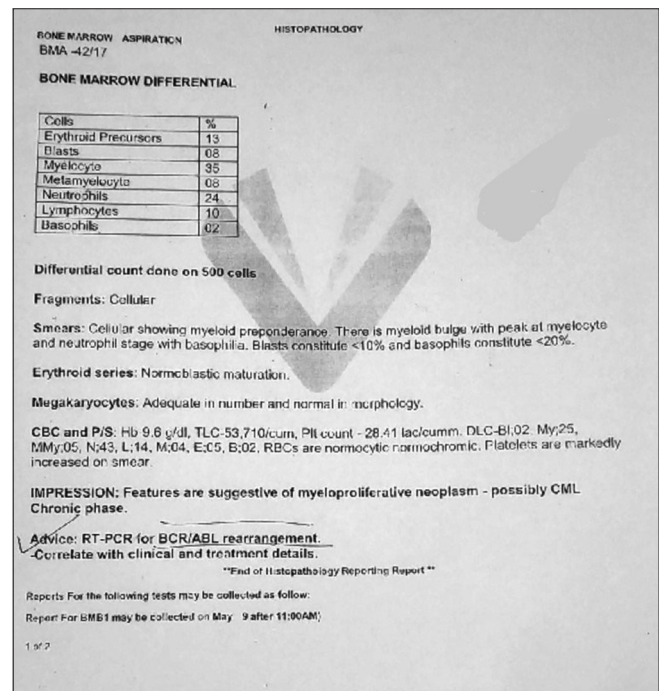 HISTOPATHOLOGY
BONE MARROW ASPIRATION
BMA -42/17
BONE MARROW DIFFERENTIAL
Cells %
Erythroid Precursors 13
Blasts 08
Myelocyte 35
Metamyelocyte 08
Neutrophils 24
Lymphocytes 10
Basophils 02
Differential count done on 500 cells
Fragments: Cellular
Smears: Cellular showing myeloid preponderance. There is myeloid bulge with peak at myelocyte
and neutrophil stage with basophilia. Blasts constitute <10% and basophils constitute <20%.
Erythroid series: Normoblastic maturation.
Megakaryocytes: Adequate in number and normal in morphology.
CBC and P/S: Hb 9.6 g/dl, TLC-53,710/cum, Plt count - 28.41 lac/cumm. DLC-Bl;02, My;25,
MMy;05, N;43, L;14, M;04, E;05, B;02, RBCs are normocytic normochromic. Platelets are markedly
increased on smear.
IMPRESSION: Features are suggestive of myeloproliferative neoplasm - possibly CML
Chronic phase.
Advice: RT-PCR for BCR/ABL rearrangement.
-Correlate with clinical and treatment details.
**End of Histopathology Reporting Report **
Reports For the following tests may be collected as follow:
Report For BMB1 may be collected on May 9 after 11:00AM)
1 of 2